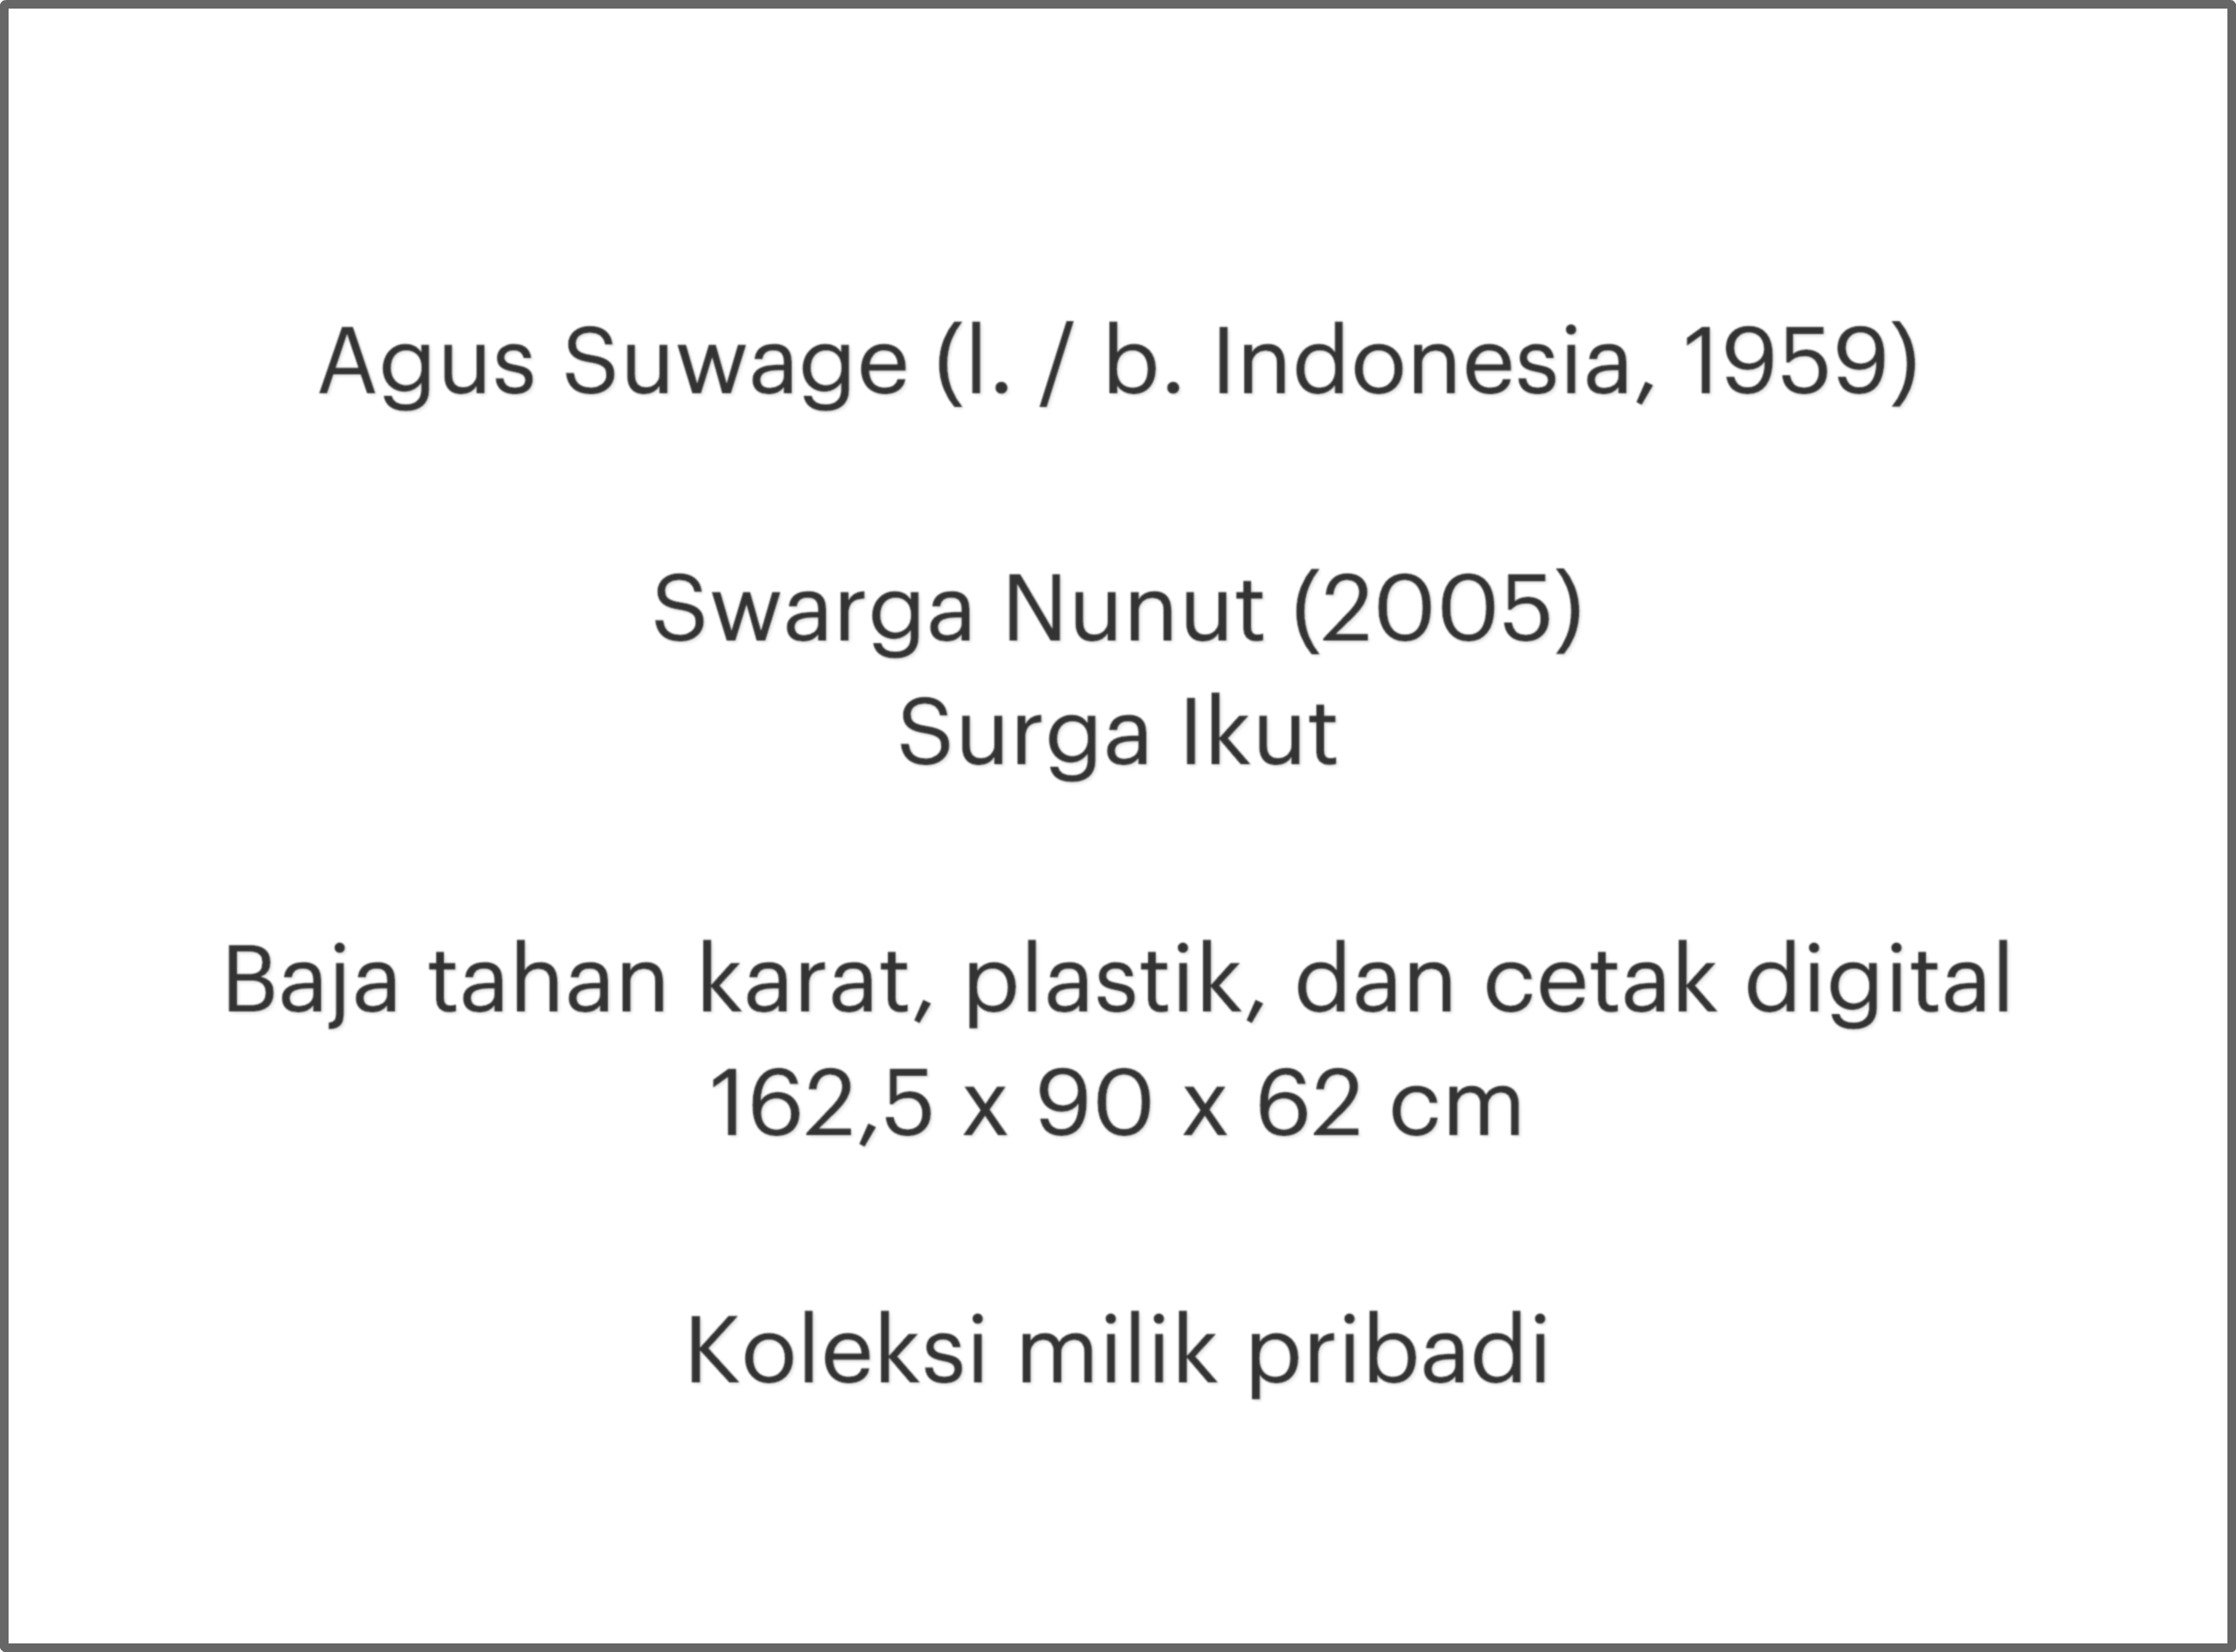 Agus Suwage (l. / b. Indonesia, 1959)
Swarga Nunut (2005)
Surga Ikut
Baja tahan karat, plastik, dan cetak digital
162,5 x 90 x 62 cm
Koleksi milik pribadi